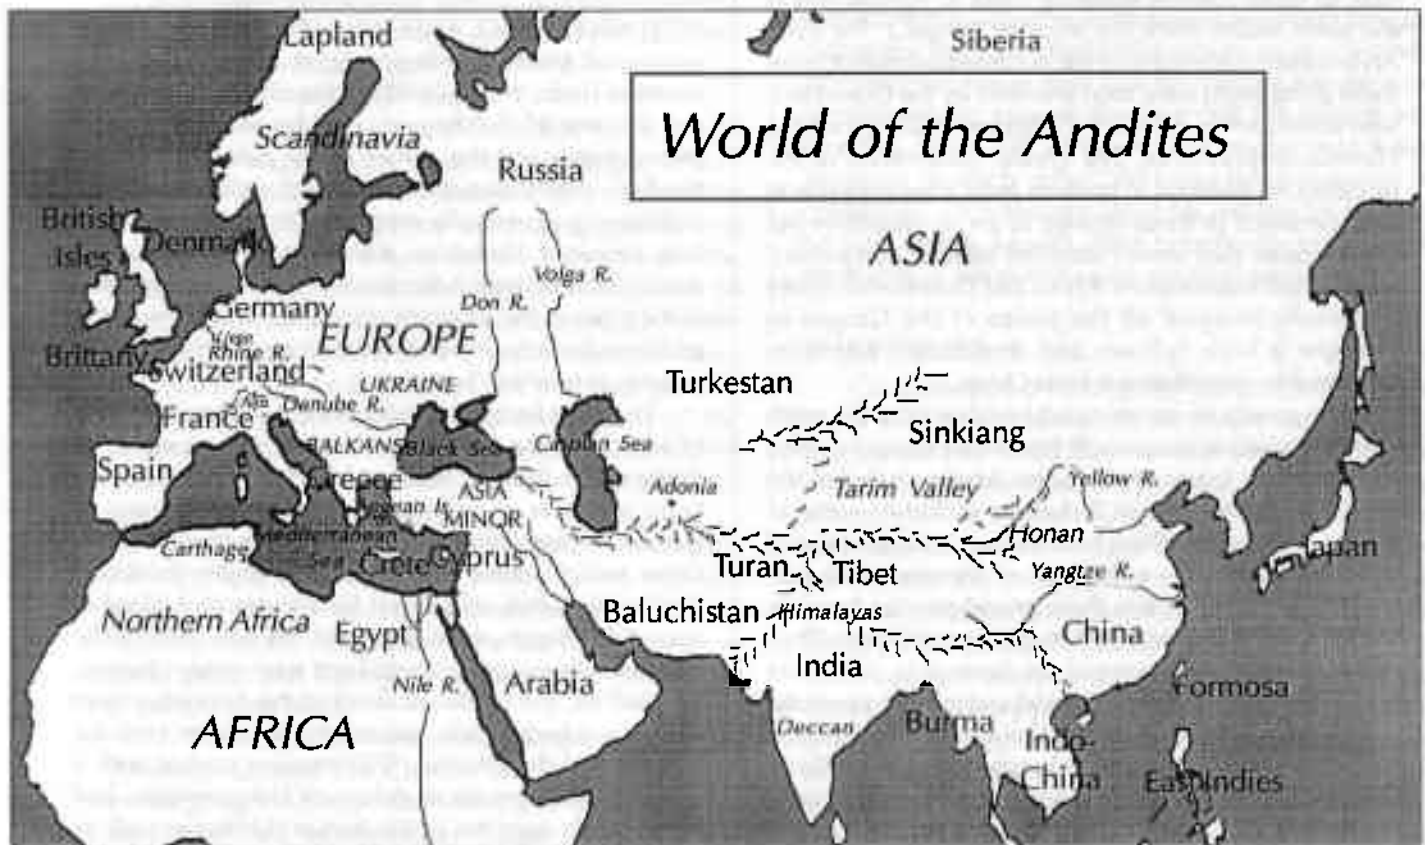 Lapland
Siberia
World of the Andites
Scandinavia
Russia
British
Isles
Denmark
ASIA
Volga R.
Don R.
Germany
EUROPE
Brittany
Rhine R.
Switzerland
UKRAINE
Turkestan
Danube R.
France
Sinkiang
BALKANS
Black Sea
Caspian Sea
Spain
Greece
Adonia
Tarim Valley
Yellow R.
ASIA
MINOR
Aegean Is.
Carthage
Mediterranean
Sea
Crete
Cyprus
Honan
Japan
Turan
Tibet
Yangtze R.
Baluchistan
Himalayas
Northern Africa
Egypt
China
India
Nile R.
Arabia
Formosa
AFRICA
Deccan
Burma
Indo-
China
East Indies